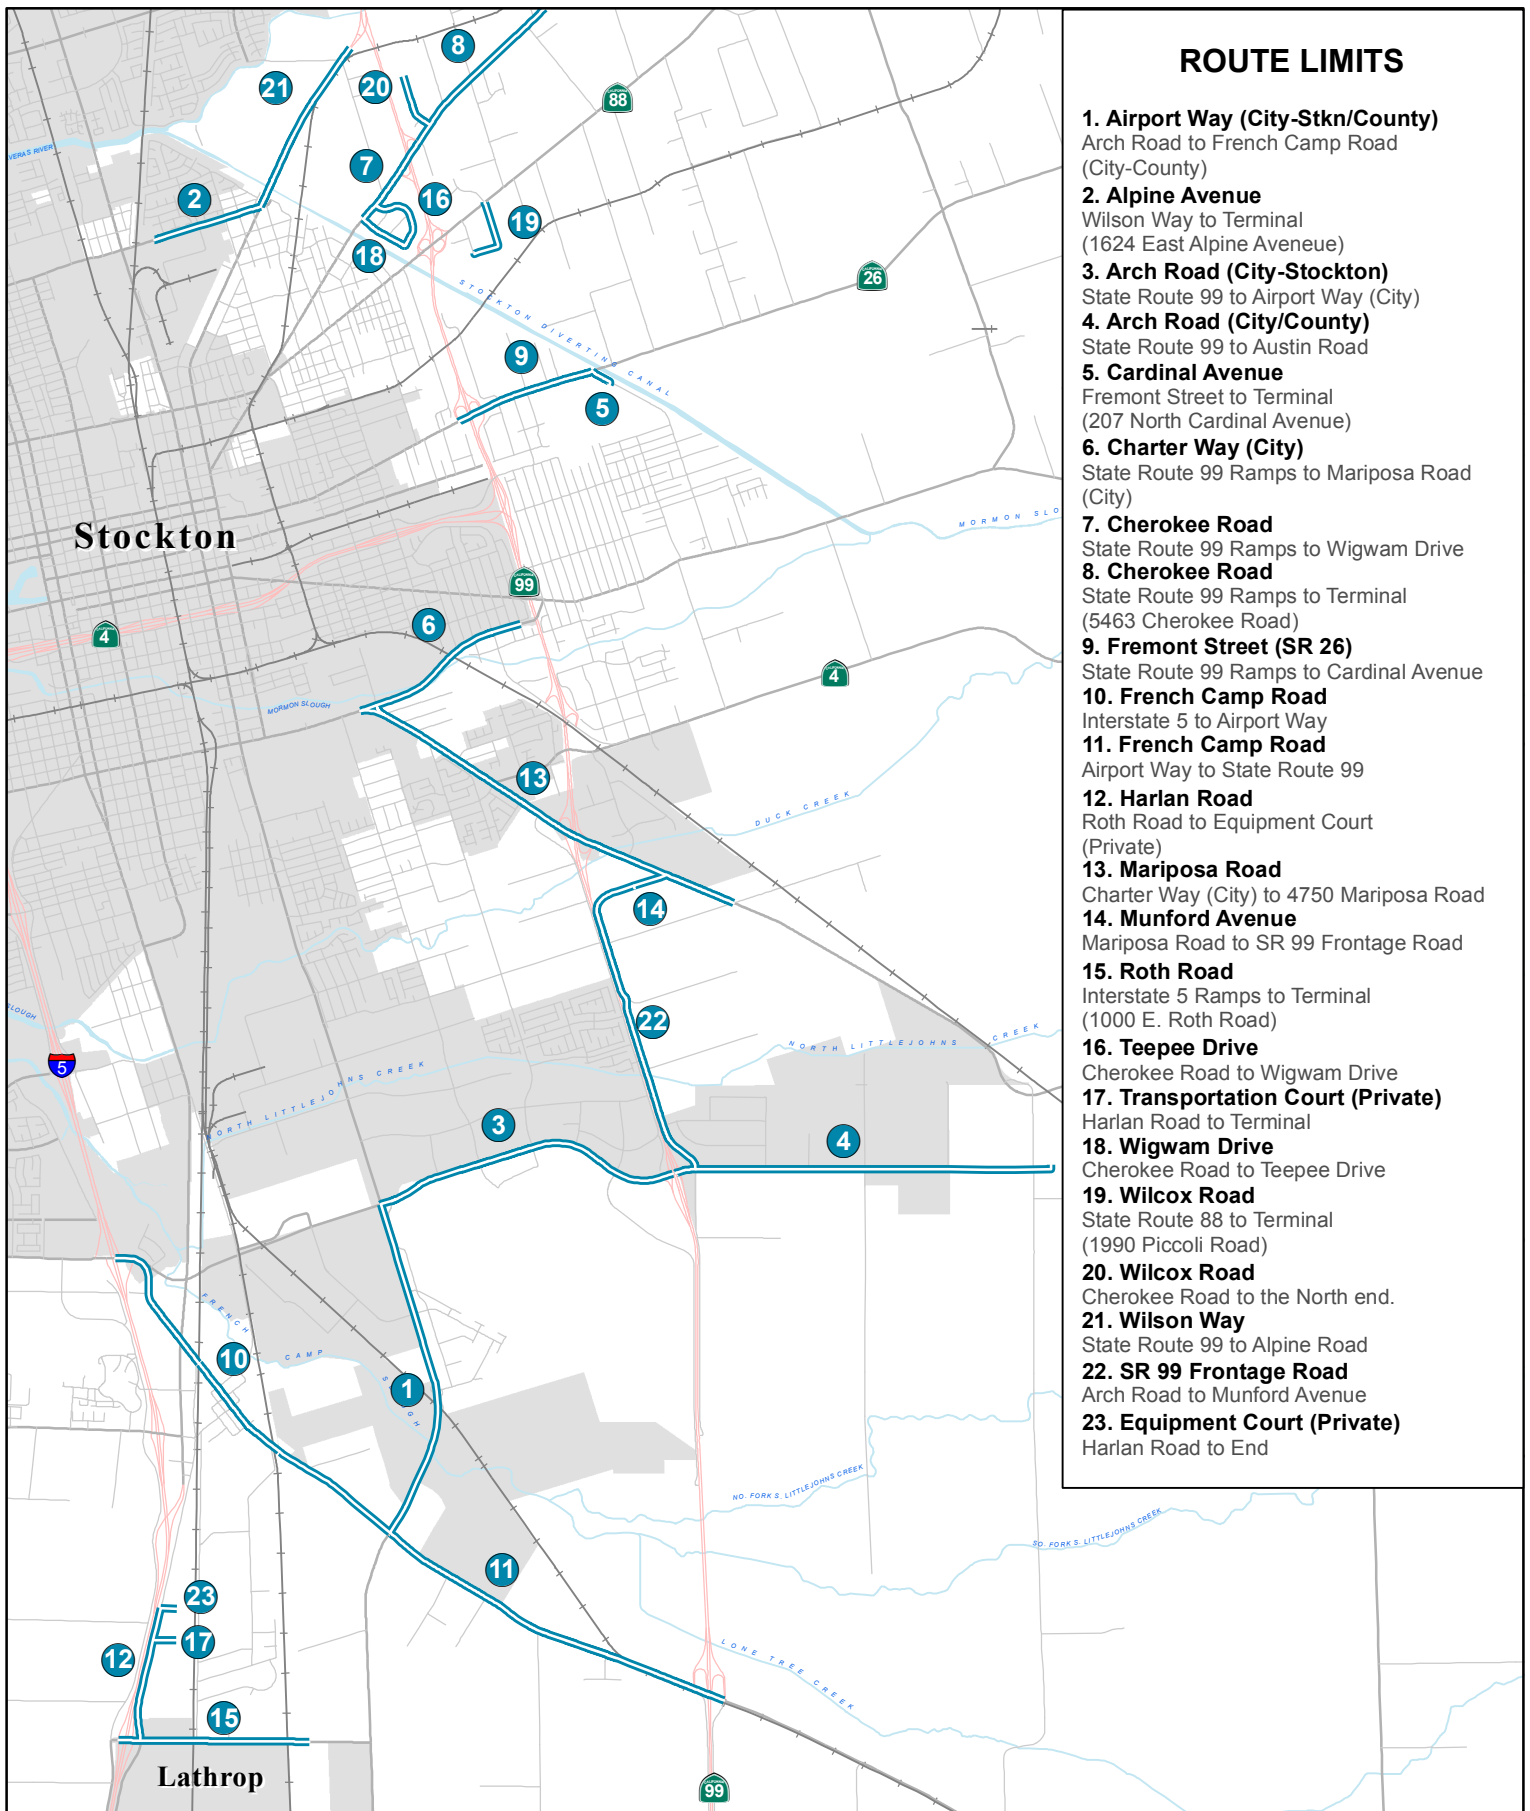 ROUTE LIMITS
1. Airport Way (City-Stkn/County)
Arch Road to French Camp Road
(City-County)
2. Alpine Avenue
Wilson Way to Terminal
(1624 East Alpine Aveneue)
3. Arch Road (City-Stockton)
State Route 99 to Airport Way (City)
4. Arch Road (City/County)
State Route 99 to Austin Road
5. Cardinal Avenue
Fremont Street to Terminal
(207 North Cardinal Avenue)
6. Charter Way (City)
State Route 99 Ramps to Mariposa Road
(City)
7. Cherokee Road
State Route 99 Ramps to Wigwam Drive
8. Cherokee Road
State Route 99 Ramps to Terminal
(5463 Cherokee Road)
9. Fremont Street (SR 26)
State Route 99 Ramps to Cardinal Avenue
10. French Camp Road
Interstate 5 to Airport Way
11. French Camp Road
Airport Way to State Route 99
12. Harlan Road
Roth Road to Equipment Court
(Private)
13. Mariposa Road
Charter Way (City) to 4750 Mariposa Road
14. Munford Avenue
Mariposa Road to SR 99 Frontage Road
15. Roth Road
Interstate 5 Ramps to Terminal
(1000 E. Roth Road)
16. Teepee Drive
Cherokee Road to Wigwam Drive
17. Transportation Court (Private)
Harlan Road to Terminal
18. Wigwam Drive
Cherokee Road to Teepee Drive
19. Wilcox Road
State Route 88 to Terminal
(1990 Piccoli Road)
20. Wilcox Road
Cherokee Road to the North end.
21. Wilson Way
State Route 99 to Alpine Road
22. SR 99 Frontage Road
Arch Road to Munford Avenue
23. Equipment Court (Private)
Harlan Road to End
8
21
20
88
VERAS RIVER
7
2
16
19
18
26
STOCKTON DIVERTING CANAL
9
5
Stockton
MORMON SLO
99
6
4
4
MORMON SLOUGH
13
DUCK CREEK
14
SLOUGH
22
NORTH LITTLEJOHNS CREEK
5
NORTH LITTLEJOHNS CREEK
3
4
FRENCH CAMP SLOUGH
10
1
NO. FORK S. LITTLEJOHNS CREEK
SO. FORK S. LITTLEJOHNS CREEK
11
23
17
12
LONE TREE CREEK
15
Lathrop
99